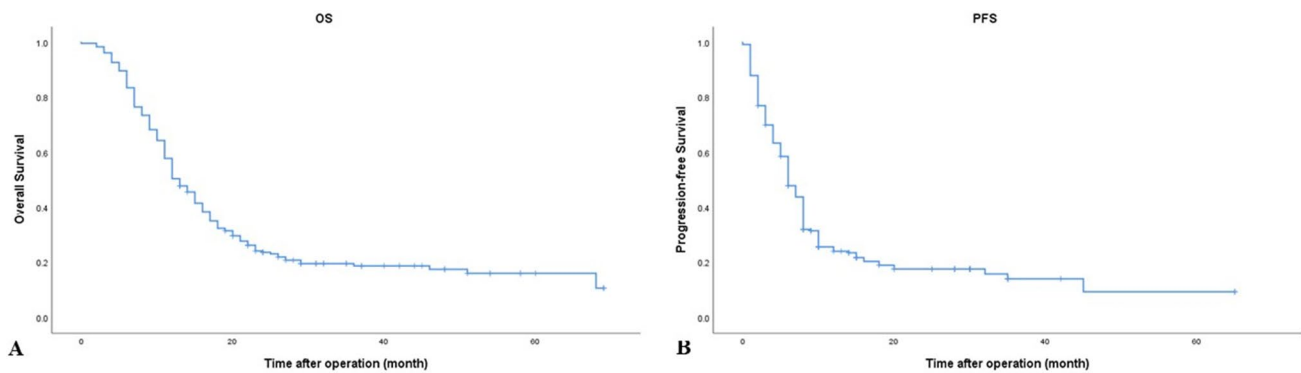 OS
Overall Survival
1.0
0.8
0.6
0.4
0.2
0.0
0 20 40 60
Time after operation (month)
A
PFS
Progression-free Survival
1.0
0.8
0.6
0.4
0.2
0.0
0 20 40 60
Time after operation (month)
B